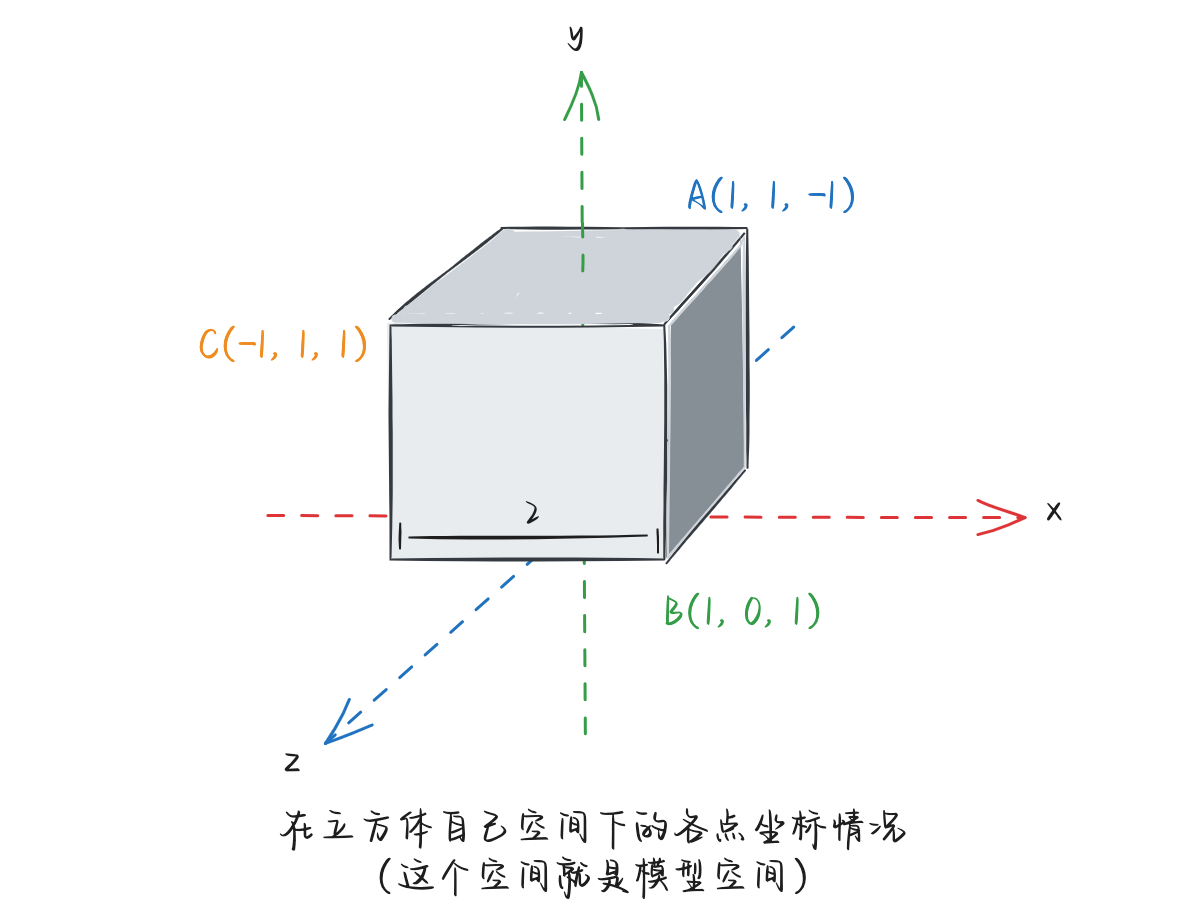 y
A(1, 1, -1)
C(-1, 1, 1)
2
x
B(1, 0, 1)
z
在立方体自己空间下的各点坐标情况
(这个空间就是模型空间)